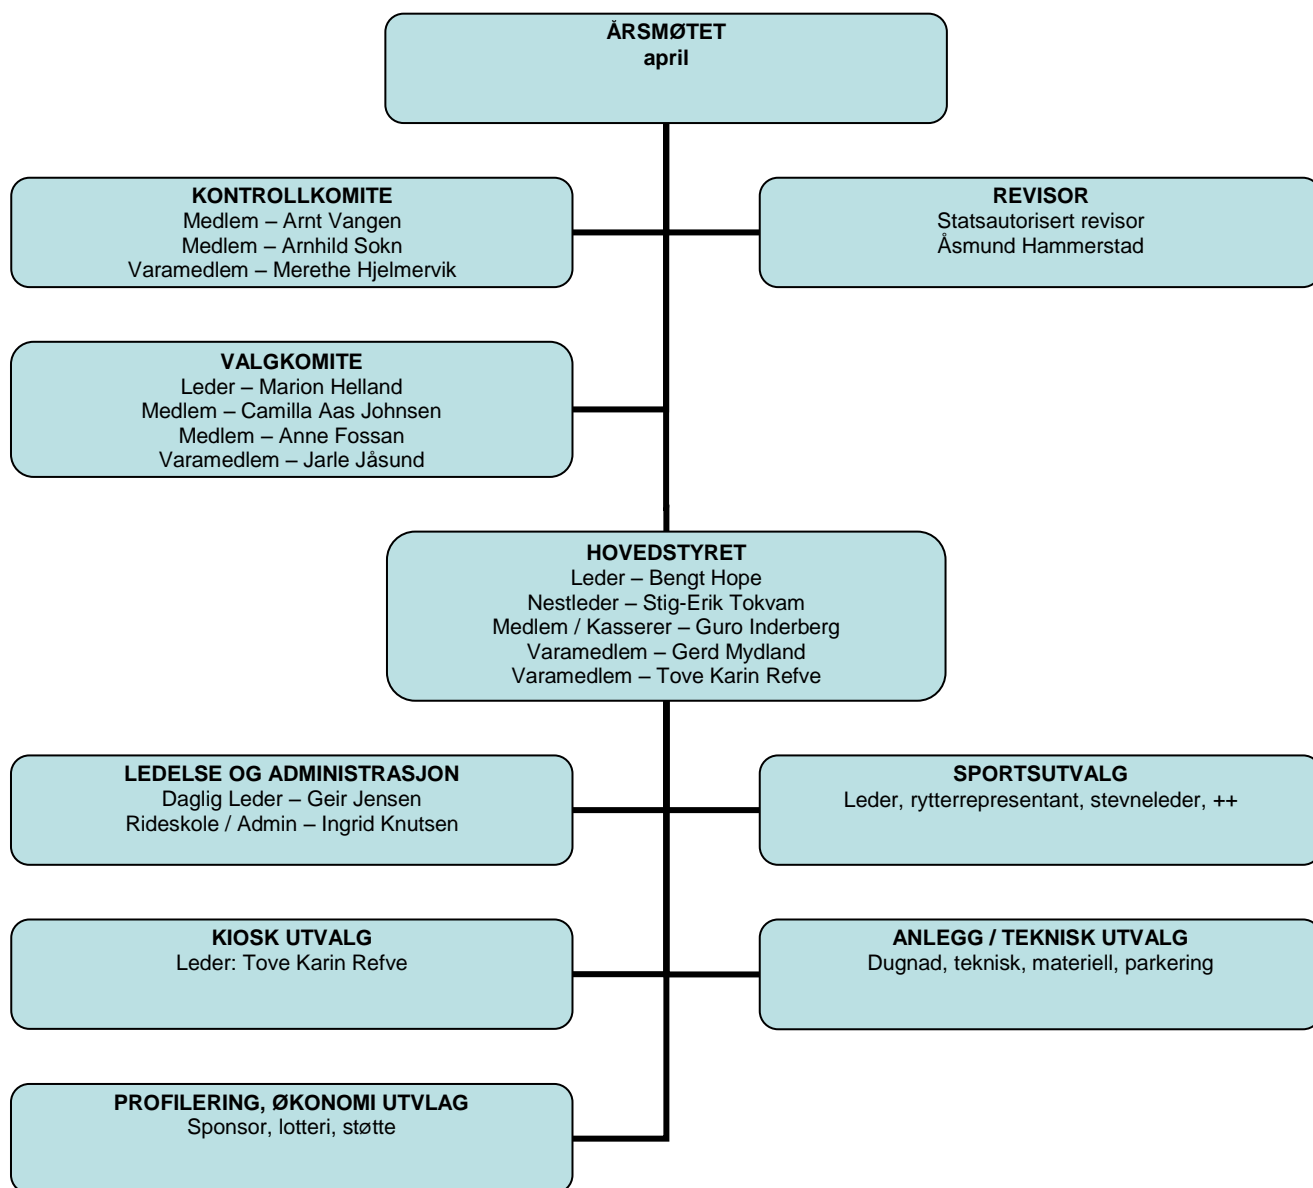 ÅRSMØTET
april
KONTROLLKOMITE
Medlem – Arnt Vangen
Medlem – Arnhild Sokn
Varamedlem – Merethe Hjelmervik
REVISOR
Statsautorisert revisor
Åsmund Hammerstad
VALGKOMITE
Leder – Marion Helland
Medlem – Camilla Aas Johnsen
Medlem – Anne Fossan
Varamedlem – Jarle Jåsund
HOVEDSTYRET
Leder – Bengt Hope
Nestleder – Stig-Erik Tokvam
Medlem / Kasserer – Guro Inderberg
Varamedlem – Gerd Mydland
Varamedlem – Tove Karin Refve
LEDELSE OG ADMINISTRASJON
Daglig Leder – Geir Jensen
Rideskole / Admin – Ingrid Knutsen
SPORTSUTVALG
Leder, rytterrepresentant, stevneleder, ++
KIOSK UTVALG
Leder: Tove Karin Refve
ANLEGG / TEKNISK UTVALG
Dugnad, teknisk, materiell, parkering
PROFILERING, ØKONOMI UTVLAG
Sponsor, lotteri, støtte